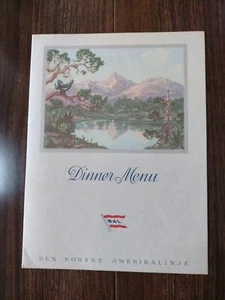 Dinner-Menu
NAL
DEN NORSKE AMERIKALINJE